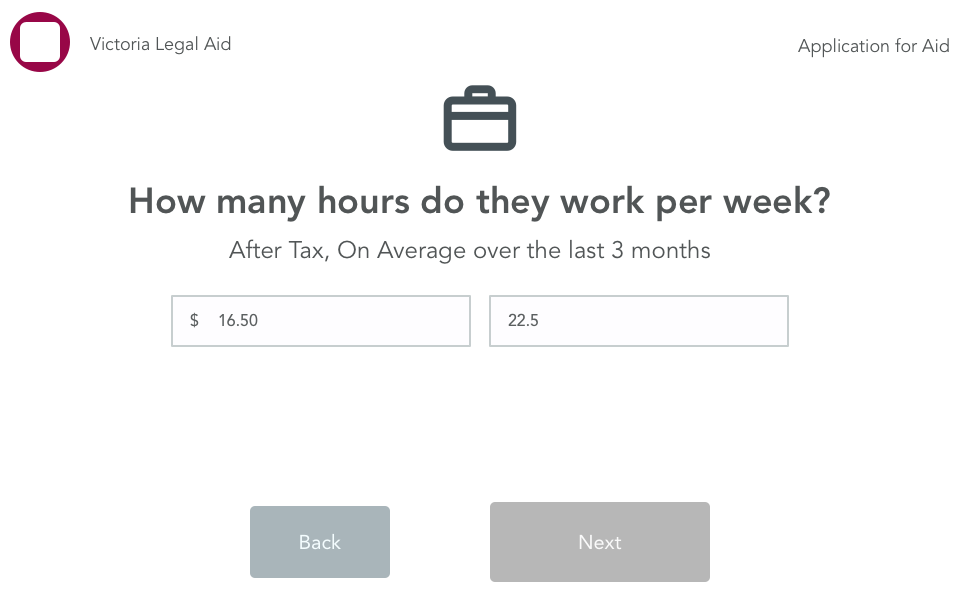 Victoria Legal Aid
Application for Aid
How many hours do they work per week?
After Tax, On Average over the last 3 months
$ 16.50
22.5
Back
Next